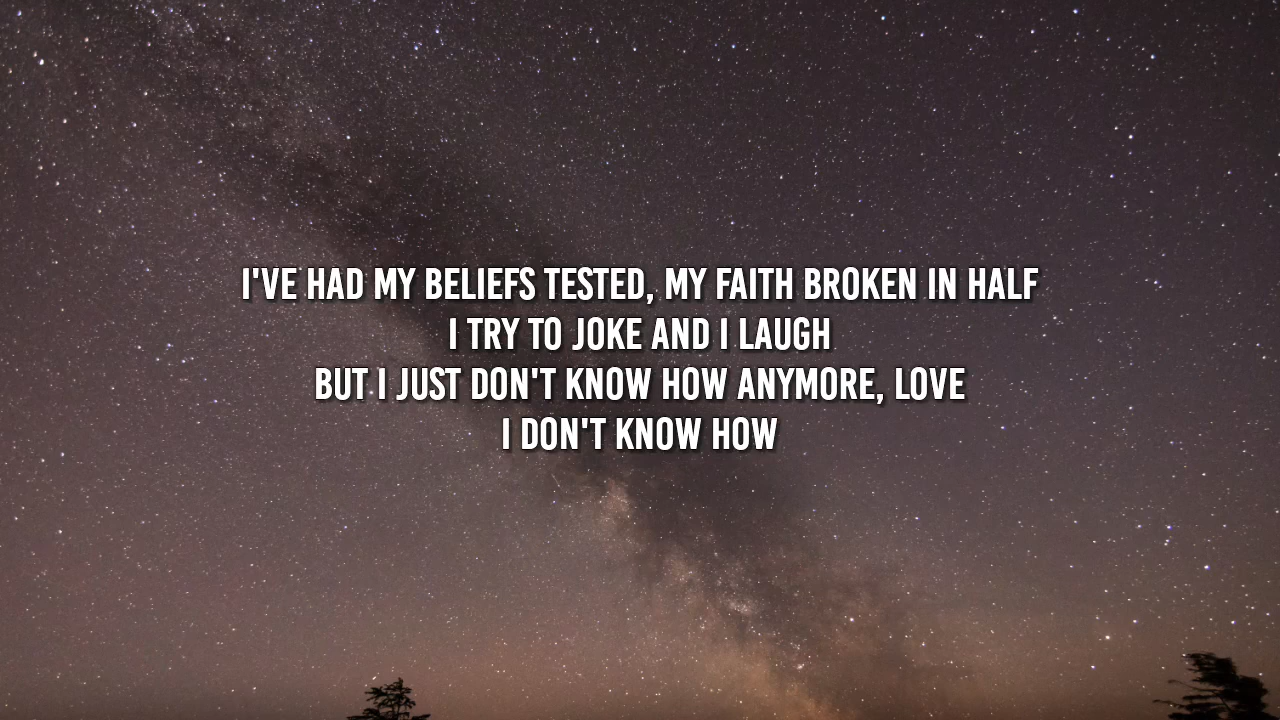 I'VE HAD MY BELIEFS TESTED, MY FAITH BROKEN IN HALF
I TRY TO JOKE AND I LAUGH
BUT I JUST DON'T KNOW HOW ANYMORE, LOVE
I DON'T KNOW HOW